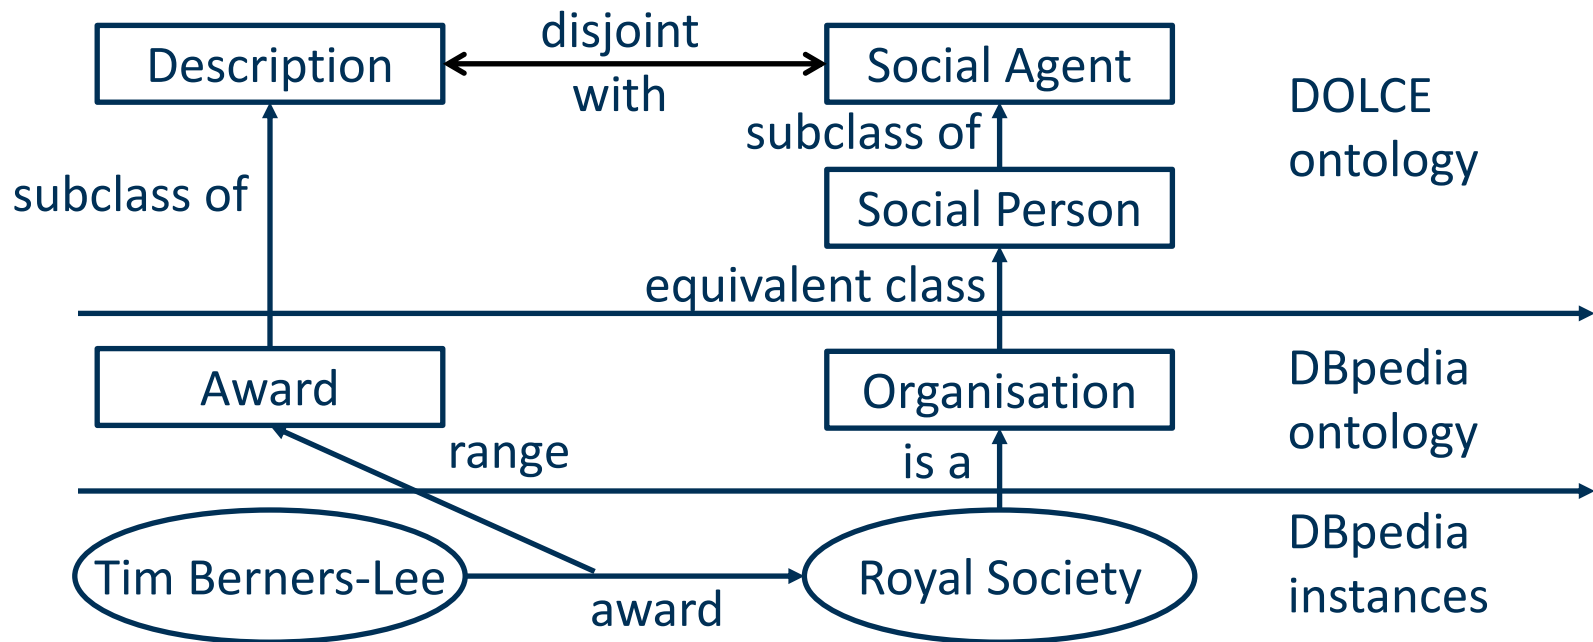 disjoint
Description
Social Agent
with
DOLCE
ontology
subclass of
subclass of
Social Person
equivalent class
Award
Organisation
DBpedia
ontology
range
is a
Tim Berners-Lee
award
Royal Society
DBpedia
instances